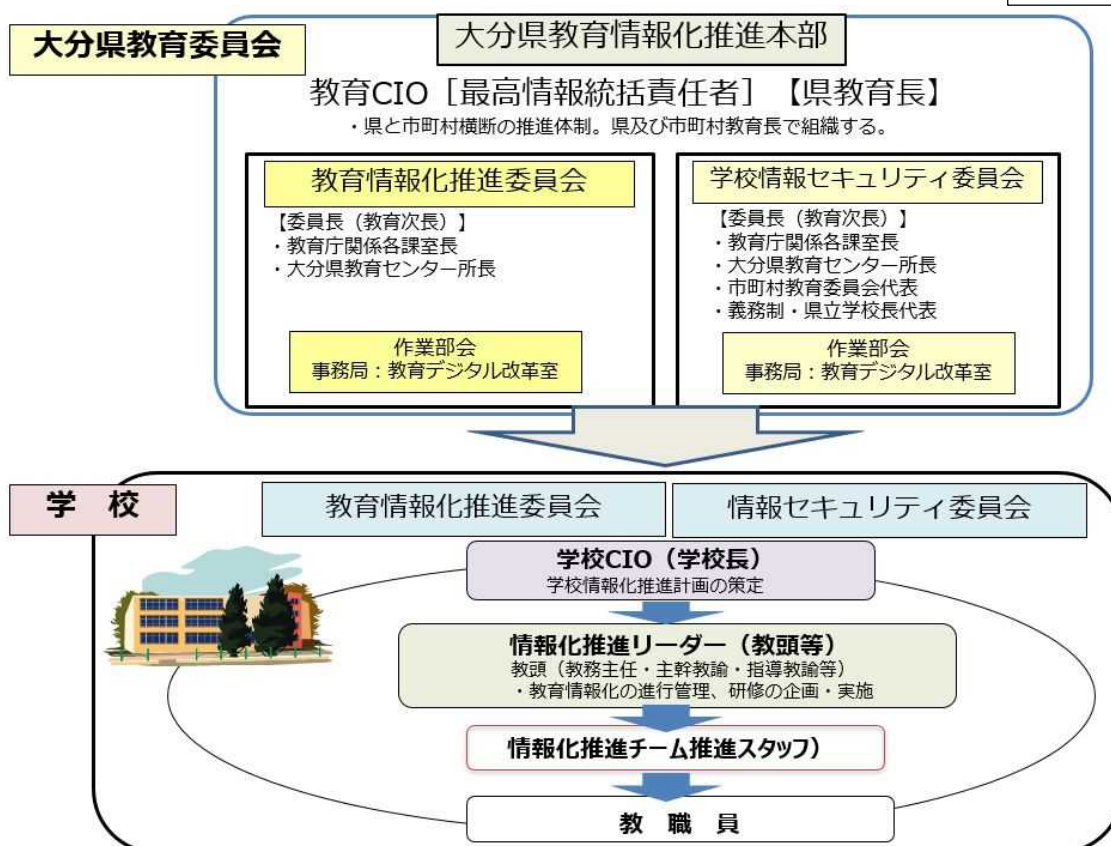 大分県教育委員会
大分県教育情報化推進本部
教育CIO［最高情報統括責任者］【県教育長】
・県と市町村横断の推進体制。県及び市町村教育長で組織する。
教育情報化推進委員会
【委員長（教育次長）】
・教育庁関係各課室長
・大分県教育センター所長
作業部会
事務局：教育デジタル改革室
学校情報セキュリティ委員会
【委員長（教育次長）】
・教育庁関係各課室長
・大分県教育センター所長
・市町村教育委員会代表
・義務制・県立学校長代表
作業部会
事務局：教育デジタル改革室
学　校
教育情報化推進委員会
情報セキュリティ委員会
学校CIO（学校長）
学校情報化推進計画の策定
情報化推進リーダー（教頭等）
教頭（教務主任・主幹教諭・指導教諭等）
・教育情報化の進行管理、研修の企画・実施
情報化推進チーム推進スタッフ）
教　職　員